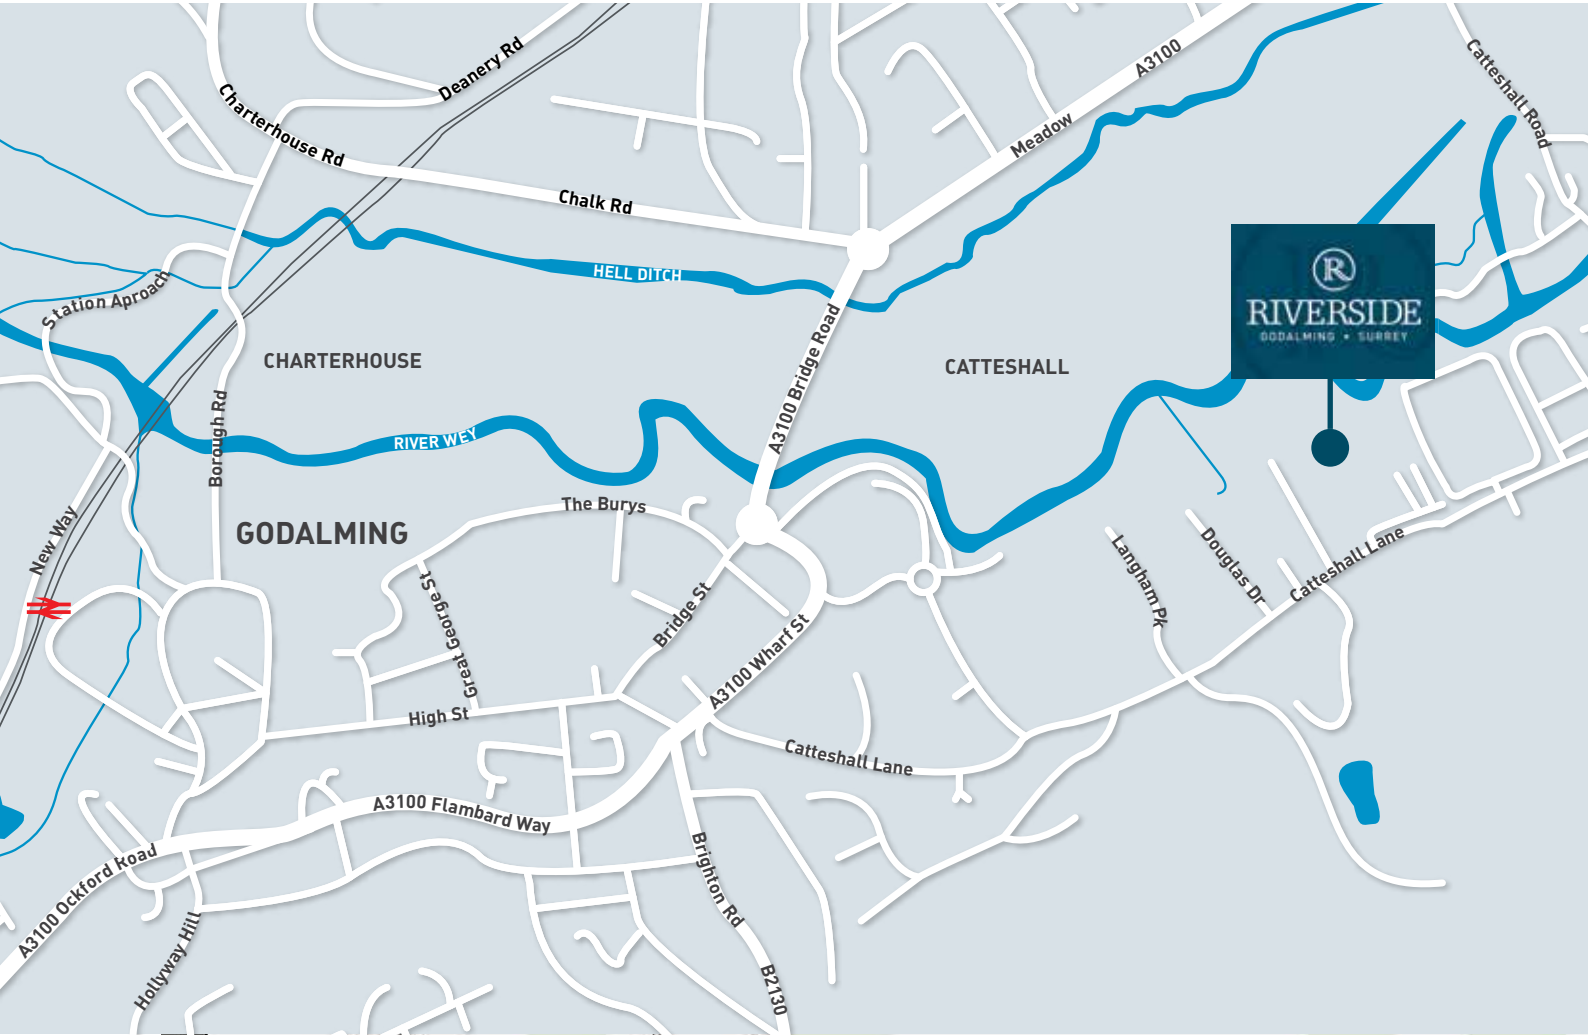 Deanery Rd
A3100
Catteshall Road
Charterhouse Rd
Meadow
Chalk Rd
HELL DITCH
Station Aproach
R
RIVERSIDE
GODALMING • SURREY
A3100 Bridge Road
CHARTERHOUSE
CATTESHALL
Borough Rd
RIVER WEY
The Burys
GODALMING
New Way
Langham Pk
Douglas Dr
Catteshall Lane
Great George St
Bridge St
A3100 Wharf St
High St
Catteshall Lane
A3100 Flambard Way
A3100 Ockford Road
Brighton Rd
Hollyway Hill
B2130